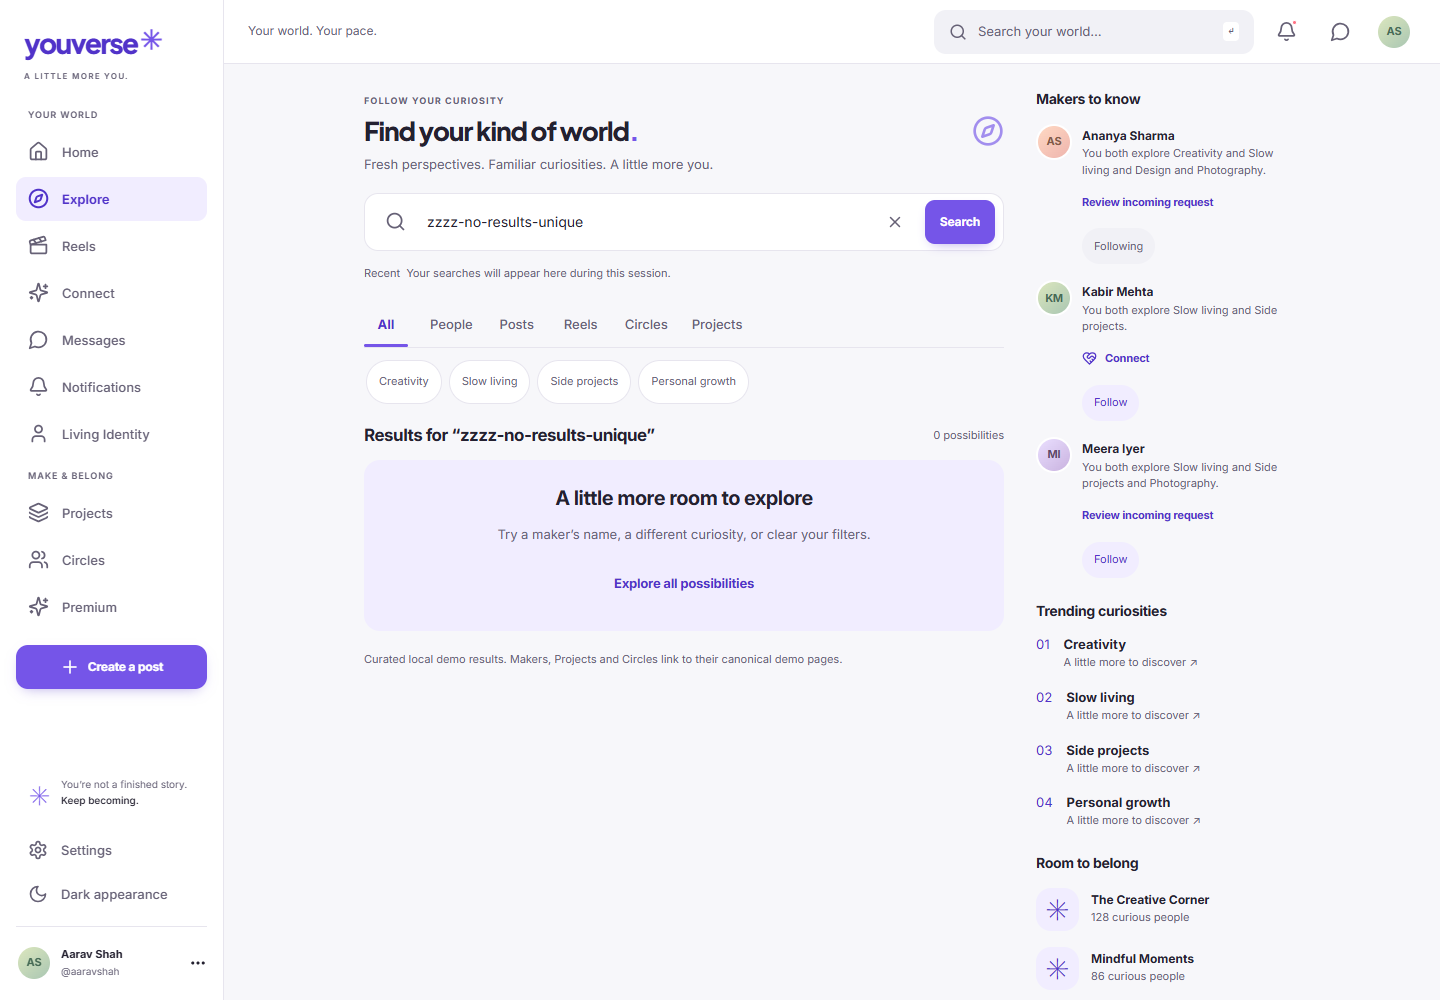 youverse
A LITTLE MORE YOU.
YOUR WORLD
Home
Explore
Reels
Connect
Messages
Notifications
Living Identity
MAKE & BELONG
Projects
Circles
Premium
Create a post
You're not a finished story.
Keep becoming.
Settings
Dark appearance
AS
Aarav Shah
@aaravshah
Your world. Your pace.
Search your world...
AS
FOLLOW YOUR CURIOSITY
Find your kind of world.
Fresh perspectives. Familiar curiosities. A little more you.
zzzz-no-results-unique
Search
Recent Your searches will appear here during this session.
All People Posts Reels Circles Projects
Creativity Slow living Side projects Personal growth
Results for “zzzz-no-results-unique”
0 possibilities
A little more room to explore
Try a maker’s name, a different curiosity, or clear your filters.
Explore all possibilities
Curated local demo results. Makers, Projects and Circles link to their canonical demo pages.
Makers to know
AS
Ananya Sharma
You both explore Creativity and Slow
living and Design and Photography.
Review incoming request
Following
KM
Kabir Mehta
You both explore Slow living and Side
projects.
Connect
Follow
MI
Meera Iyer
You both explore Slow living and Side
projects and Photography.
Review incoming request
Follow
Trending curiosities
01 Creativity
A little more to discover ↗
02 Slow living
A little more to discover ↗
03 Side projects
A little more to discover ↗
04 Personal growth
A little more to discover ↗
Room to belong
The Creative Corner
128 curious people
Mindful Moments
86 curious people